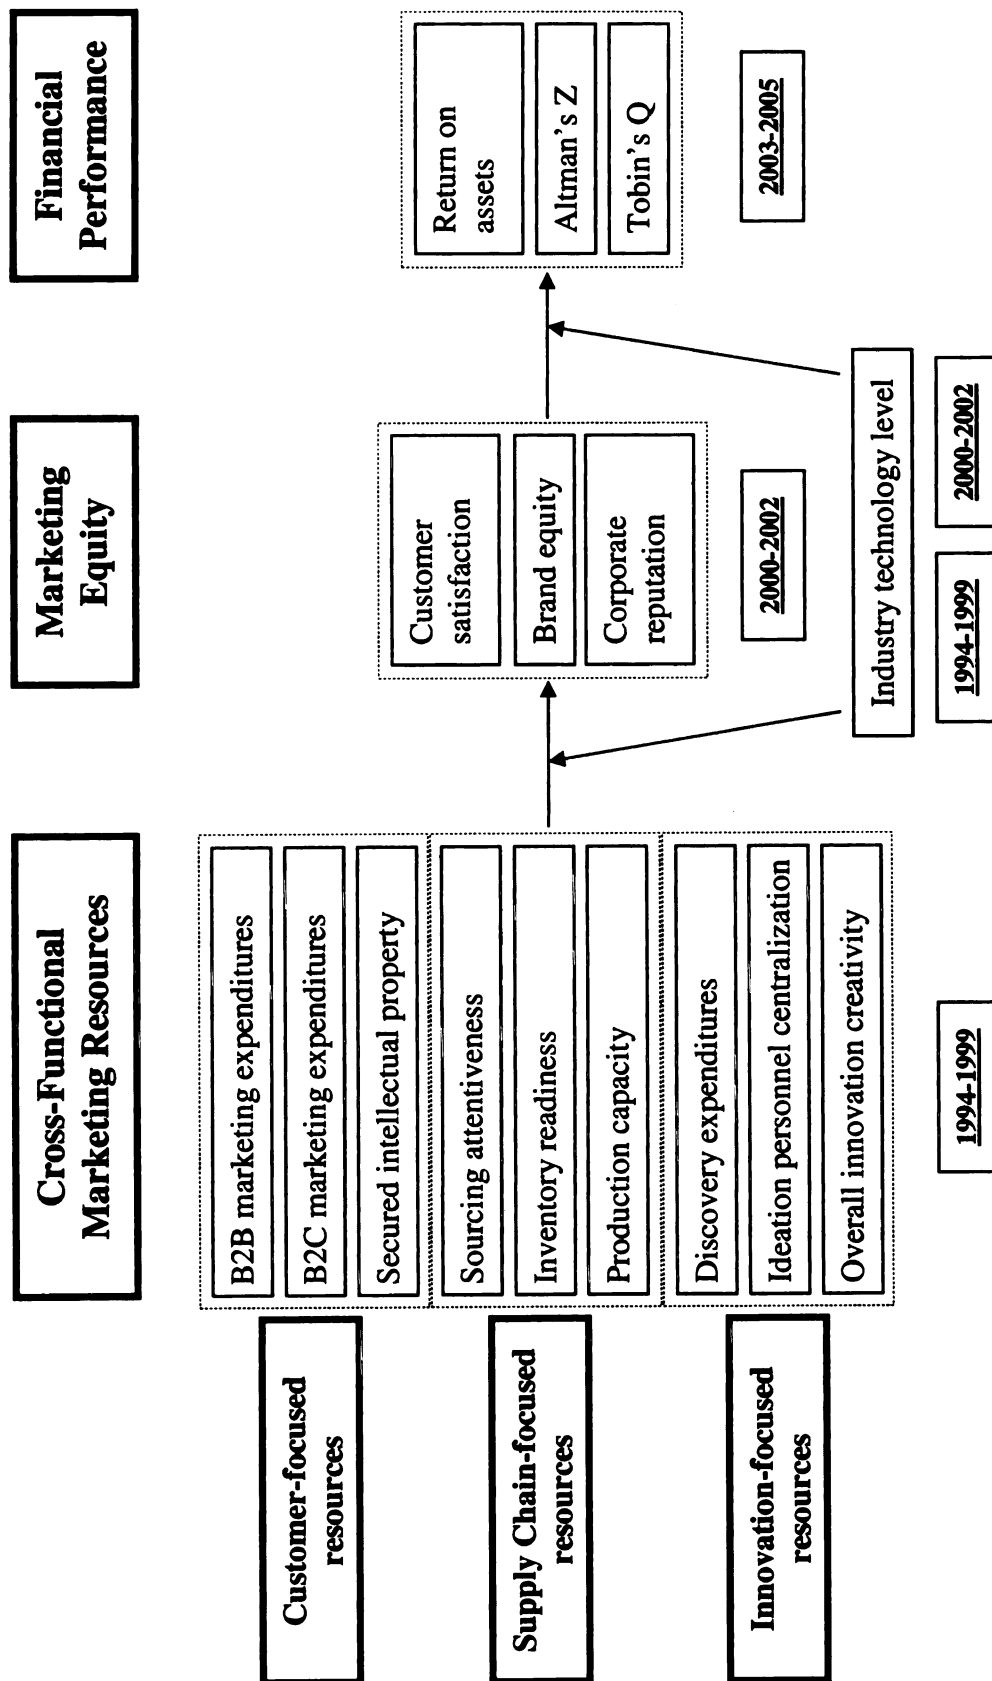 Cross-Functional
Marketing Resources
Marketing
Equity
Financial
Performance
Customer-focused
resources
B2B marketing expenditures
B2C marketing expenditures
Secured intellectual property
Supply Chain-focused
resources
Sourcing attentiveness
Inventory readiness
Production capacity
Innovation-focused
resources
Discovery expenditures
Ideation personnel centralization
Overall innovation creativity
1994-1999
Customer
satisfaction
Brand equity
Corporate
reputation
2000-2002
Return on
assets
Altman's Z
Tobin's Q
2003-2005
Industry technology level
1994-1999
2000-2002